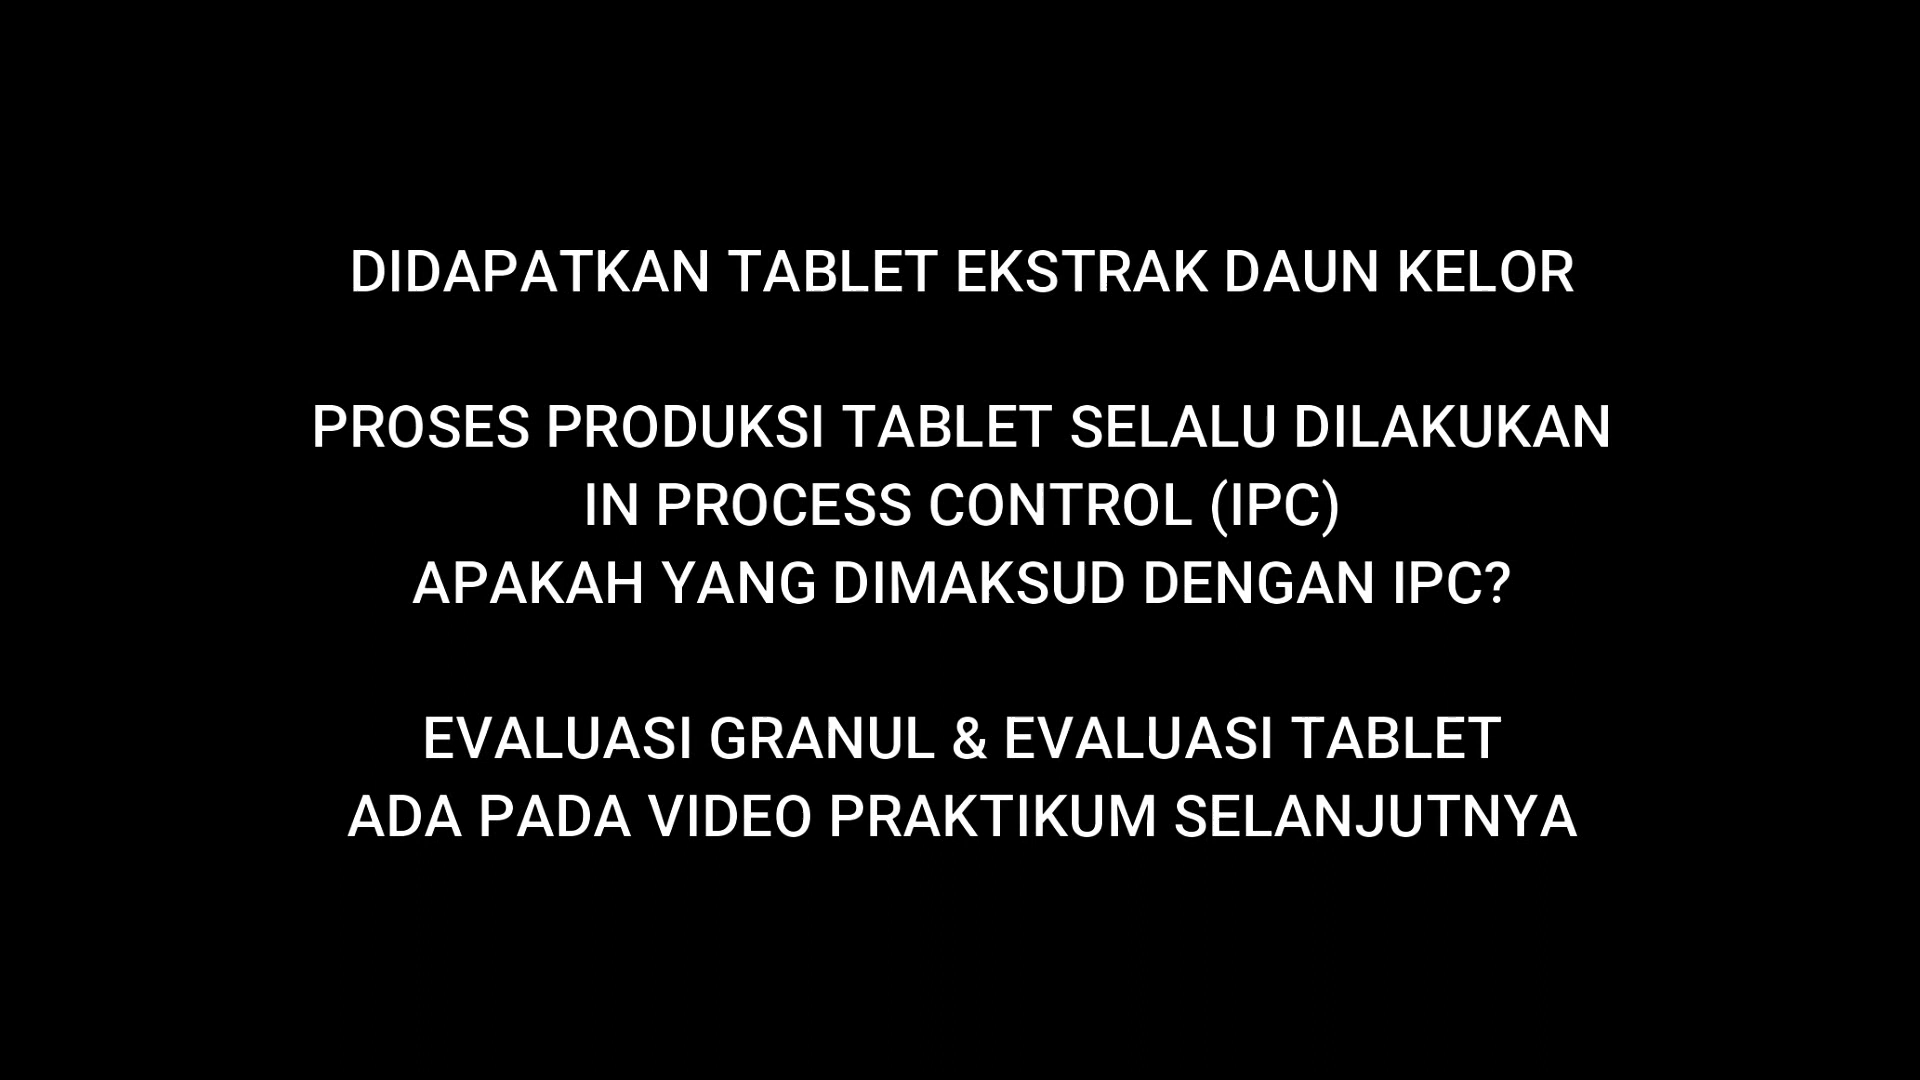 DIDAPATKAN TABLET EKSTRAK DAUN KELOR
PROSES PRODUKSI TABLET SELALU DILAKUKAN
IN PROCESS CONTROL (IPC)
APAKAH YANG DIMAKSUD DENGAN IPC?
EVALUASI GRANUL & EVALUASI TABLET
ADA PADA VIDEO PRAKTIKUM SELANJUTNYA